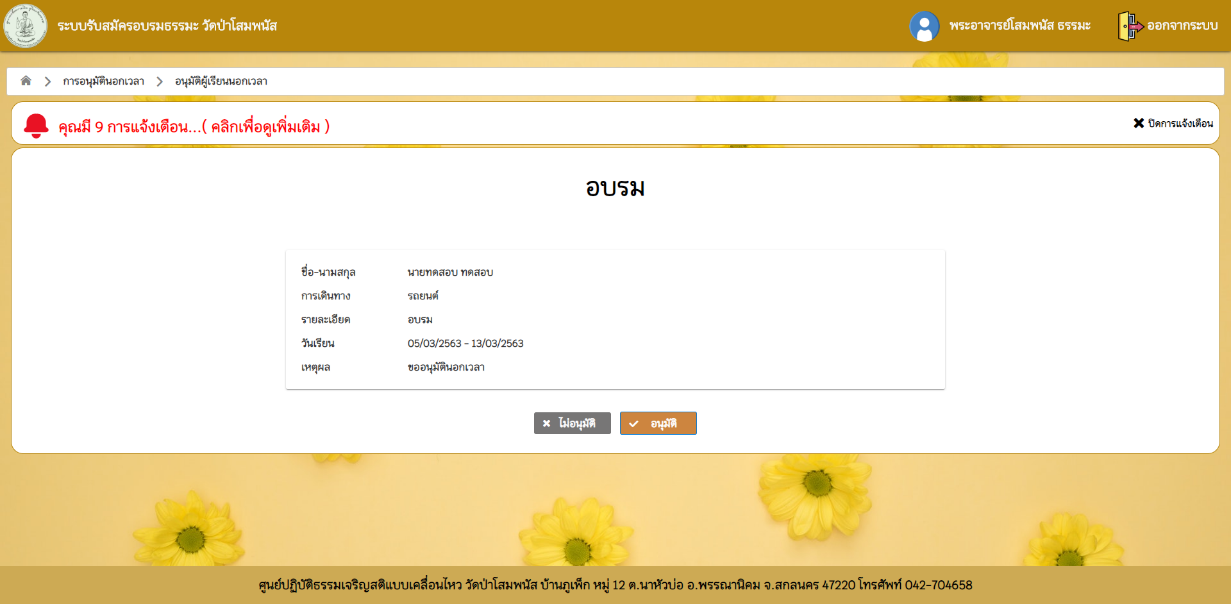 ระบบรับสมัครอบรมธรรมะ วัดป่าโสมพนัส
พระอาจารย์โสมพนัส ธรรมะ
ออกจากระบบ
การอนุมัตินอกเวลา
อนุมัติผู้เรียนนอกเวลา
คุณมี 9 การแจ้งเตือน...( คลิกเพื่อดูเพิ่มเติม )
ปิดการแจ้งเตือน
อบรม
ชื่อ-นามสกุล นายทดสอบ ทดสอบ
การเดินทาง รถยนต์
รายละเอียด อบรม
วันเรียน 05/03/2563 - 13/03/2563
เหตุผล ขออนุมัตินอกเวลา
ไม่อนุมัติ อนุมัติ
ศูนย์ปฏิบัติธรรมเจริญสติแบบเคลื่อนไหว วัดป่าโสมพนัส บ้านภูเพ็ก หมู่ 12 ต.นาหัวบ่อ อ.พรรณานิคม จ.สกลนคร 47220 โทรศัพท์ 042-704658